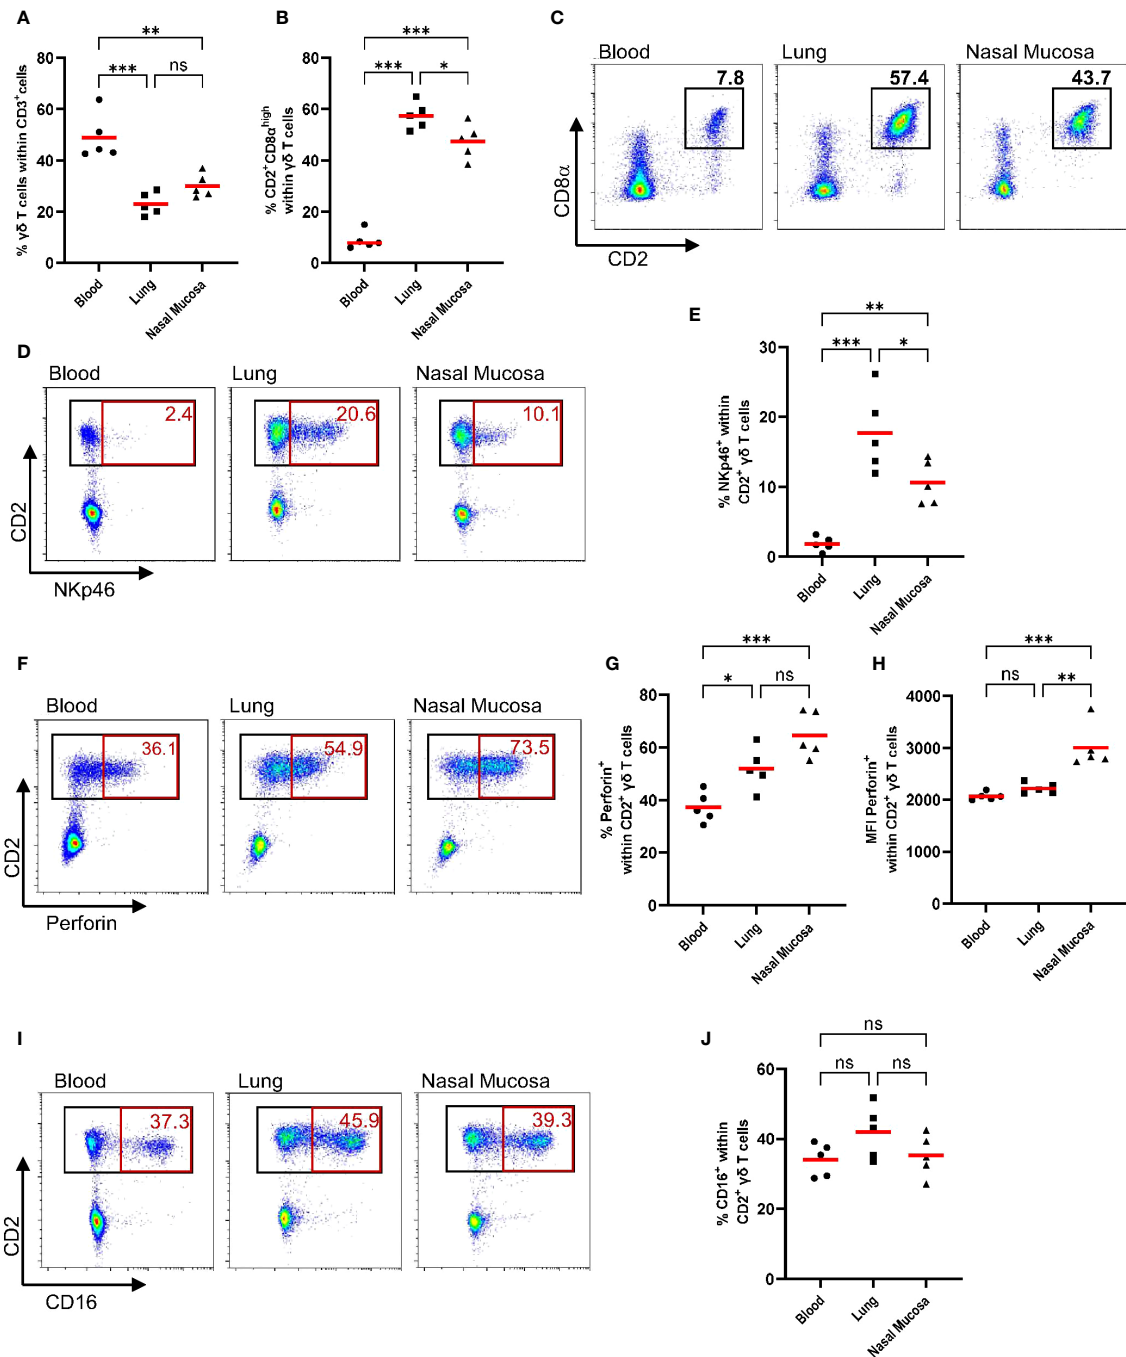 A
**
***
ns
80
60
40
20
0
% γδ T cells within CD3⁺cells
Blood
Lung
Nasal Mucosa
B
***
***
*
80
60
40
20
0
% CD2⁺CD8α^high
within γδ T cells
Blood
Lung
Nasal Mucosa
C
Blood
Lung
Nasal Mucosa
7.8
57.4
43.7
CD8α
CD2
D
Blood
Lung
Nasal Mucosa
2.4
20.6
10.1
CD2
NKp46
E
**
***
*
30
20
10
0
% NKp46⁺ within
CD2⁺ γδ T cells
Blood
Lung
Nasal Mucosa
F
Blood
Lung
Nasal Mucosa
36.1
54.9
73.5
CD2
Perforin
G
***
*
ns
80
60
40
20
0
% Perforin⁺
within CD2⁺ γδ T cells
Blood
Lung
Nasal Mucosa
H
***
ns
**
4000
3000
2000
1000
0
MFI Perforin⁺
within CD2⁺ γδ T cells
Blood
Lung
Nasal Mucosa
I
Blood
Lung
Nasal Mucosa
37.3
45.9
39.3
CD2
CD16
J
ns
ns
ns
60
40
20
0
% CD16⁺ within
CD2⁺ γδ T cells
Blood
Lung
Nasal Mucosa